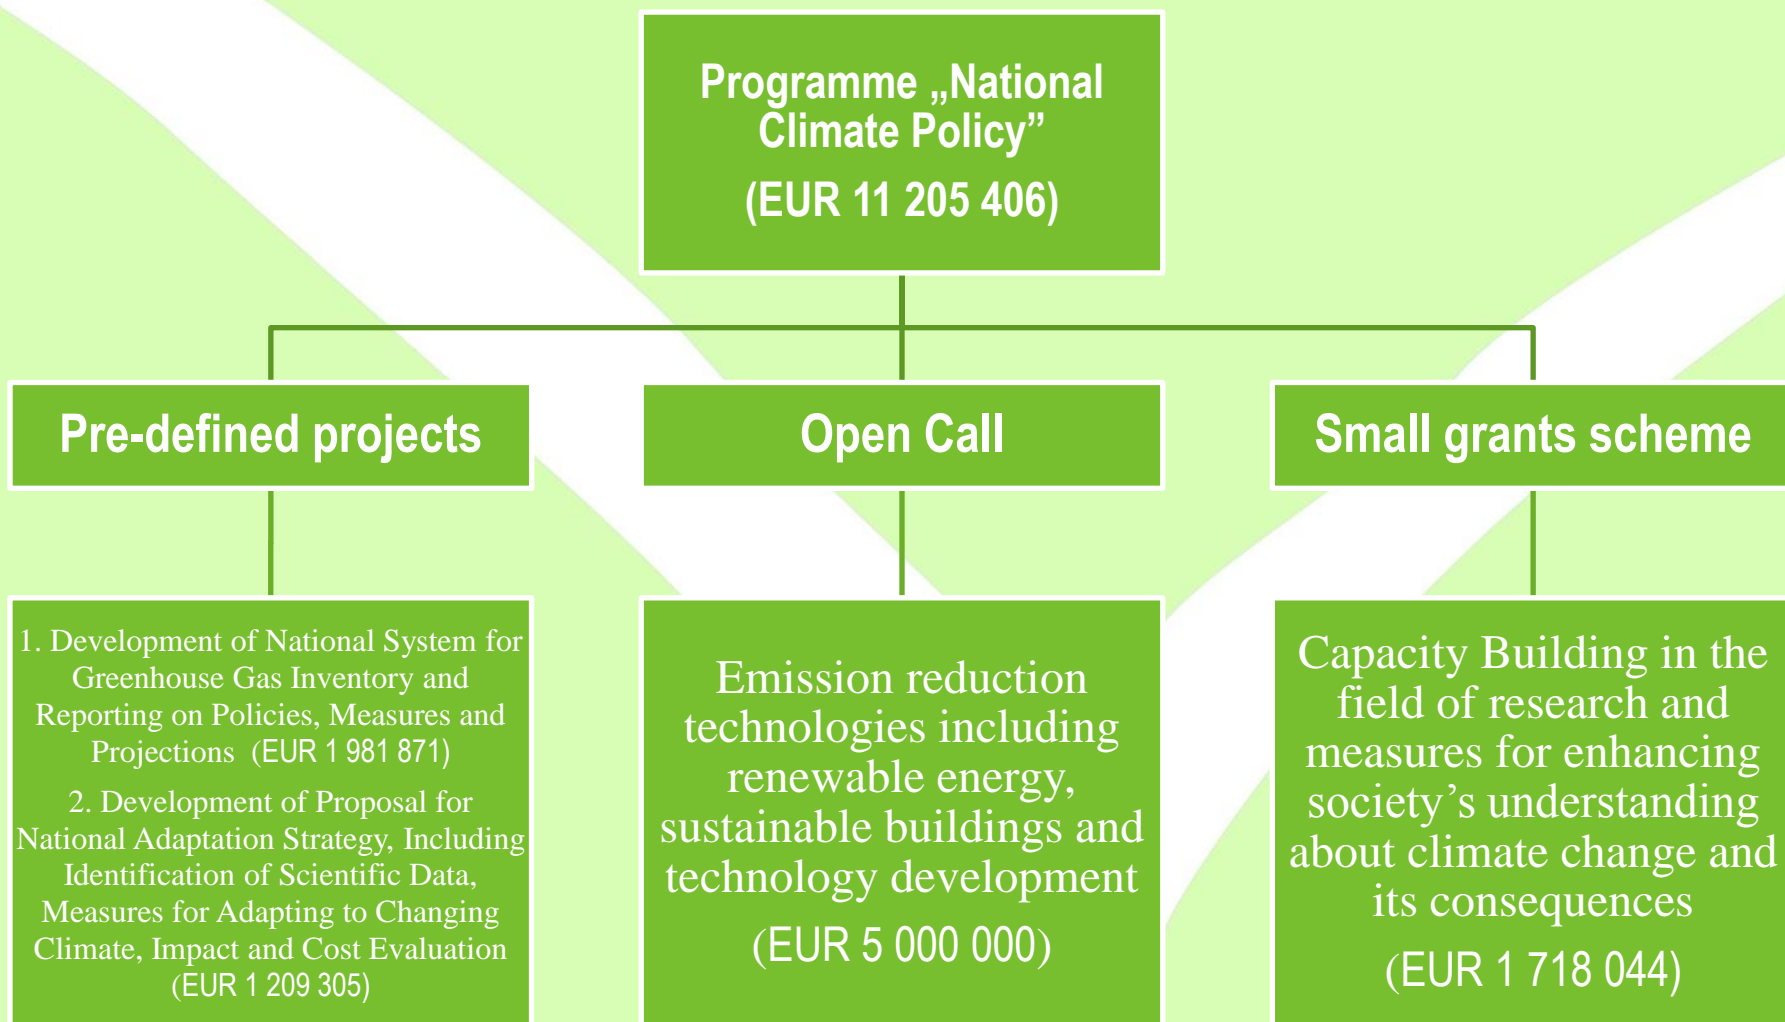 Programme „National
Climate Policy”
(EUR 11 205 406)
Pre-defined projects
Open Call
Small grants scheme
1. Development of National System for
Greenhouse Gas Inventory and
Reporting on Policies, Measures and
Projections (EUR 1 981 871)
2. Development of Proposal for
National Adaptation Strategy, Including
Identification of Scientific Data,
Measures for Adapting to Changing
Climate, Impact and Cost Evaluation
(EUR 1 209 305)
Emission reduction
technologies including
renewable energy,
sustainable buildings and
technology development
(EUR 5 000 000)
Capacity Building in the
field of research and
measures for enhancing
society’s understanding
about climate change and
its consequences
(EUR 1 718 044)